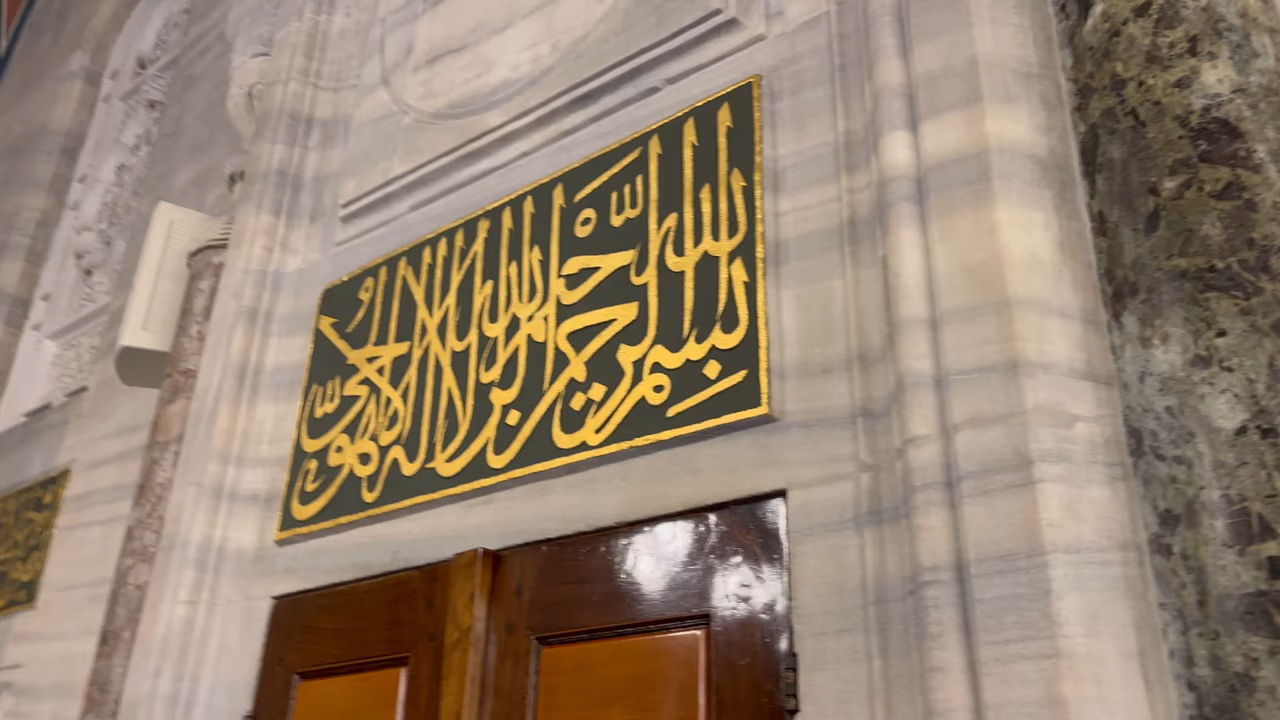 بسم الله الرحمن الرحيم الله لا اله الا هو الحي